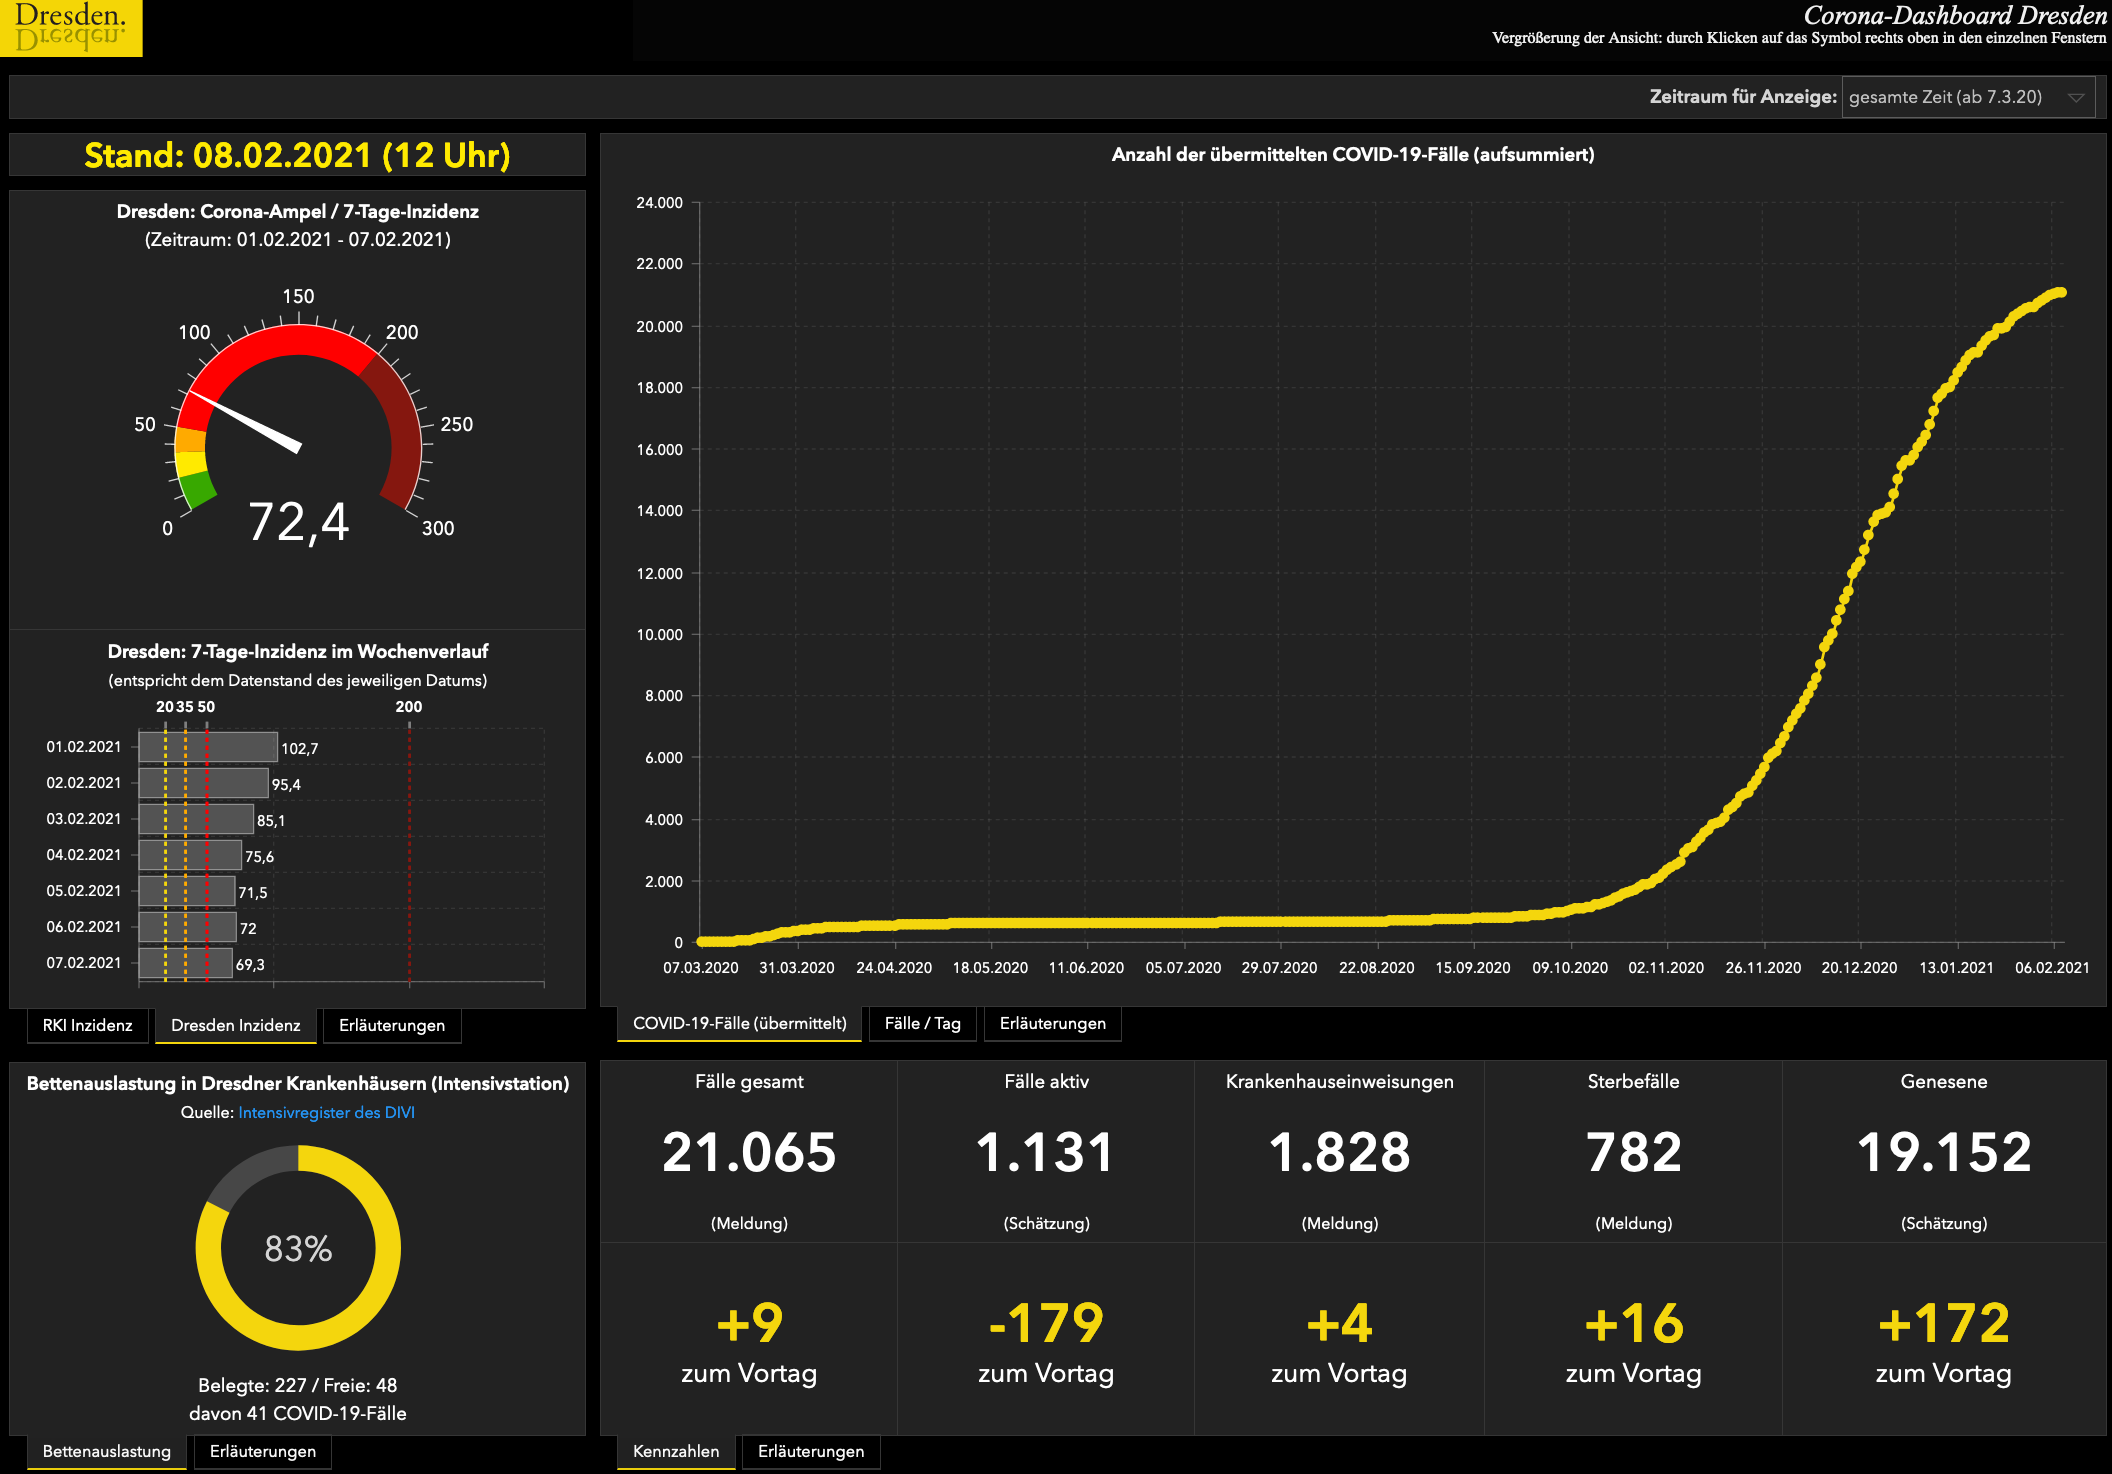 Dresden.
Dresden.
Corona-Dashboard Dresden
Vergrößerung der Ansicht: durch Klicken auf das Symbol rechts oben in den einzelnen Fenstern
Zeitraum für Anzeige: gesamte Zeit (ab 7.3.20)
Stand: 08.02.2021 (12 Uhr)
Dresden: Corona-Ampel / 7-Tage-Inzidenz
(Zeitraum: 01.02.2021 - 07.02.2021)
150
100 200
50 250
0 300
72,4
Dresden: 7-Tage-Inzidenz im Wochenverlauf
(entspricht dem Datenstand des jeweiligen Datums)
20 35 50 200
01.02.2021 102,7
02.02.2021 95,4
03.02.2021 85,1
04.02.2021 75,6
05.02.2021 71,5
06.02.2021 72
07.02.2021 69,3
RKI Inzidenz Dresden Inzidenz Erläuterungen
Anzahl der übermittelten COVID-19-Fälle (aufsummiert)
24.000
22.000
20.000
18.000
16.000
14.000
12.000
10.000
8.000
6.000
4.000
2.000
0
07.03.2020 31.03.2020 24.04.2020 18.05.2020 11.06.2020 05.07.2020 29.07.2020 22.08.2020 15.09.2020 09.10.2020 02.11.2020 26.11.2020 20.12.2020 13.01.2021 06.02.2021
COVID-19-Fälle (übermittelt) Fälle / Tag Erläuterungen
Bettenauslastung in Dresdner Krankenhäusern (Intensivstation)
Quelle: Intensivregister des DIVI
83%
Belegte: 227 / Freie: 48
davon 41 COVID-19-Fälle
Bettenauslastung Erläuterungen
Fälle gesamt Fälle aktiv Krankenhauseinweisungen Sterbefälle Genesene
21.065 1.131 1.828 782 19.152
(Meldung) (Schätzung) (Meldung) (Meldung) (Schätzung)
+9 -179 +4 +16 +172
zum Vortag zum Vortag zum Vortag zum Vortag zum Vortag
Kennzahlen Erläuterungen